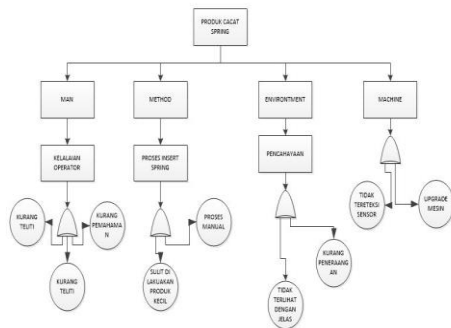 PRODUK CACAT
SPRING
MAN
METHOD
ENVIRONTMENT
MACHINE
KELALAIAN
OPERATOR
PROSES INSERT
SPRING
PENCAHAYAAN
KURANG
TELITI
KURANG
PEMAHAMA
N
KURANG
TELITI
PROSES
MANUAL
SULIT DI
LAKUAKAN
PRODUK
KECIL
TIDAK
TERLIHAT
DENGAN
JELAS
KURANG
PENERAANG
AN
TIDAK
TERETEKSI
SENSOR
UPGRADE
MESIN